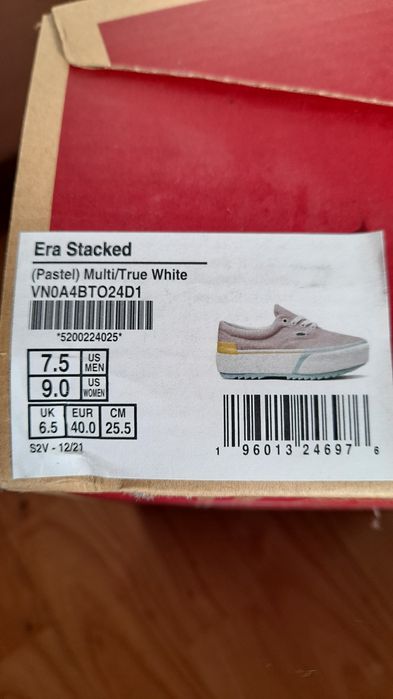 Era Stacked
(Pastel) Multi/True White
VN0A4BTO24D1
*5200224025*
7.5 US MEN
9.0 US WOMEN
UK EUR CM
6.5 40.0 25.5
S2V - 12/21
1 96013 24697 6